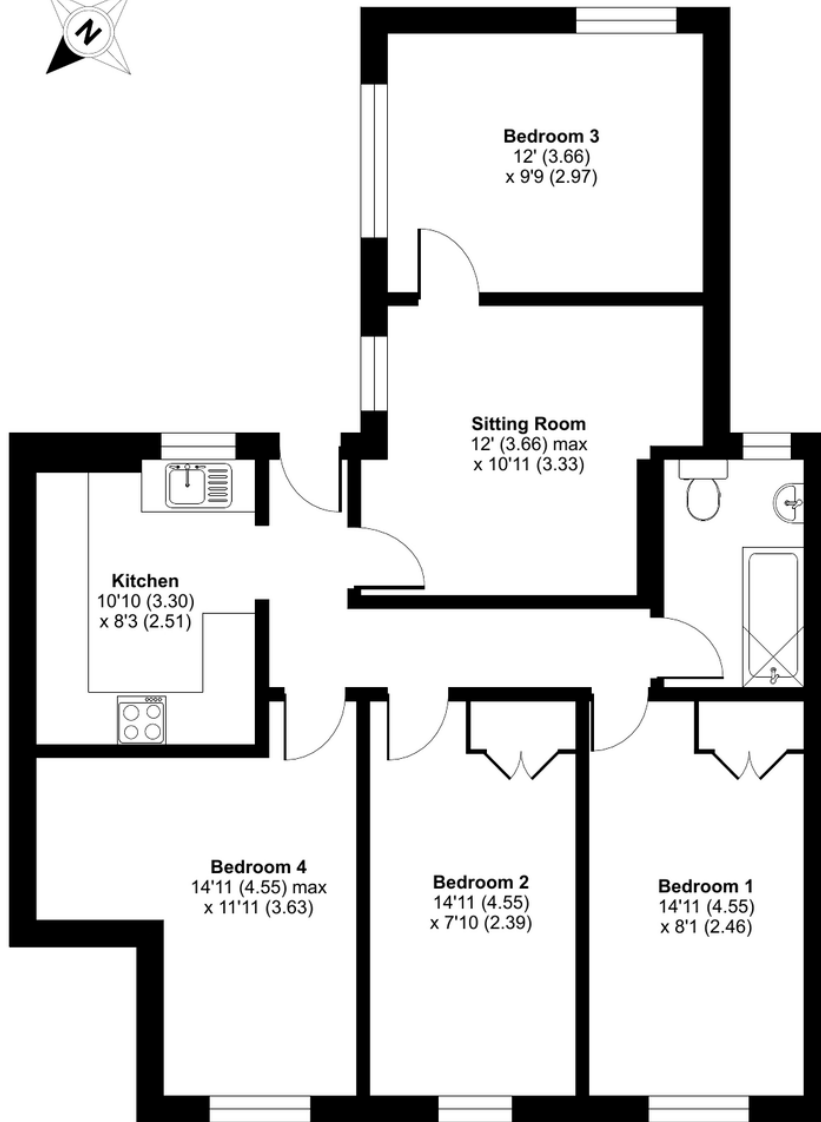 N
Bedroom 3
12' (3.66)
x 9'9 (2.97)
Sitting Room
12' (3.66) max
x 10'11 (3.33)
Kitchen
10'10 (3.30)
x 8'3 (2.51)
Bedroom 4
14'11 (4.55) max
x 11'11 (3.63)
Bedroom 2
14'11 (4.55)
x 7'10 (2.39)
Bedroom 1
14'11 (4.55)
x 8'1 (2.46)